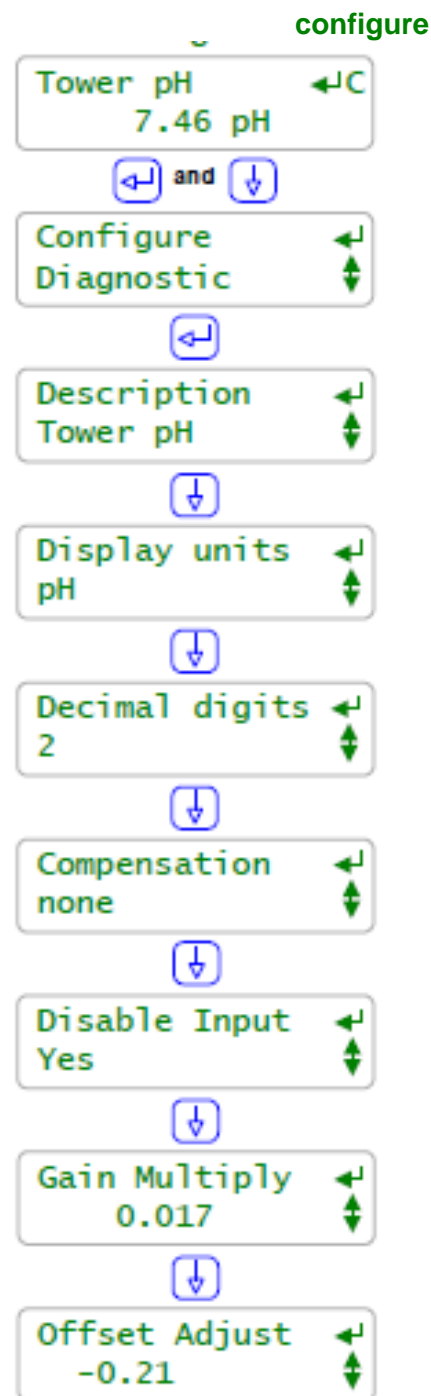 configure
Tower pH C
7.46 pH
and
Configure
Diagnostic
Description
Tower pH
Display units
pH
Decimal digits
2
Compensation
none
Disable Input
Yes
Gain Multiply
0.017
Offset Adjust
-0.21